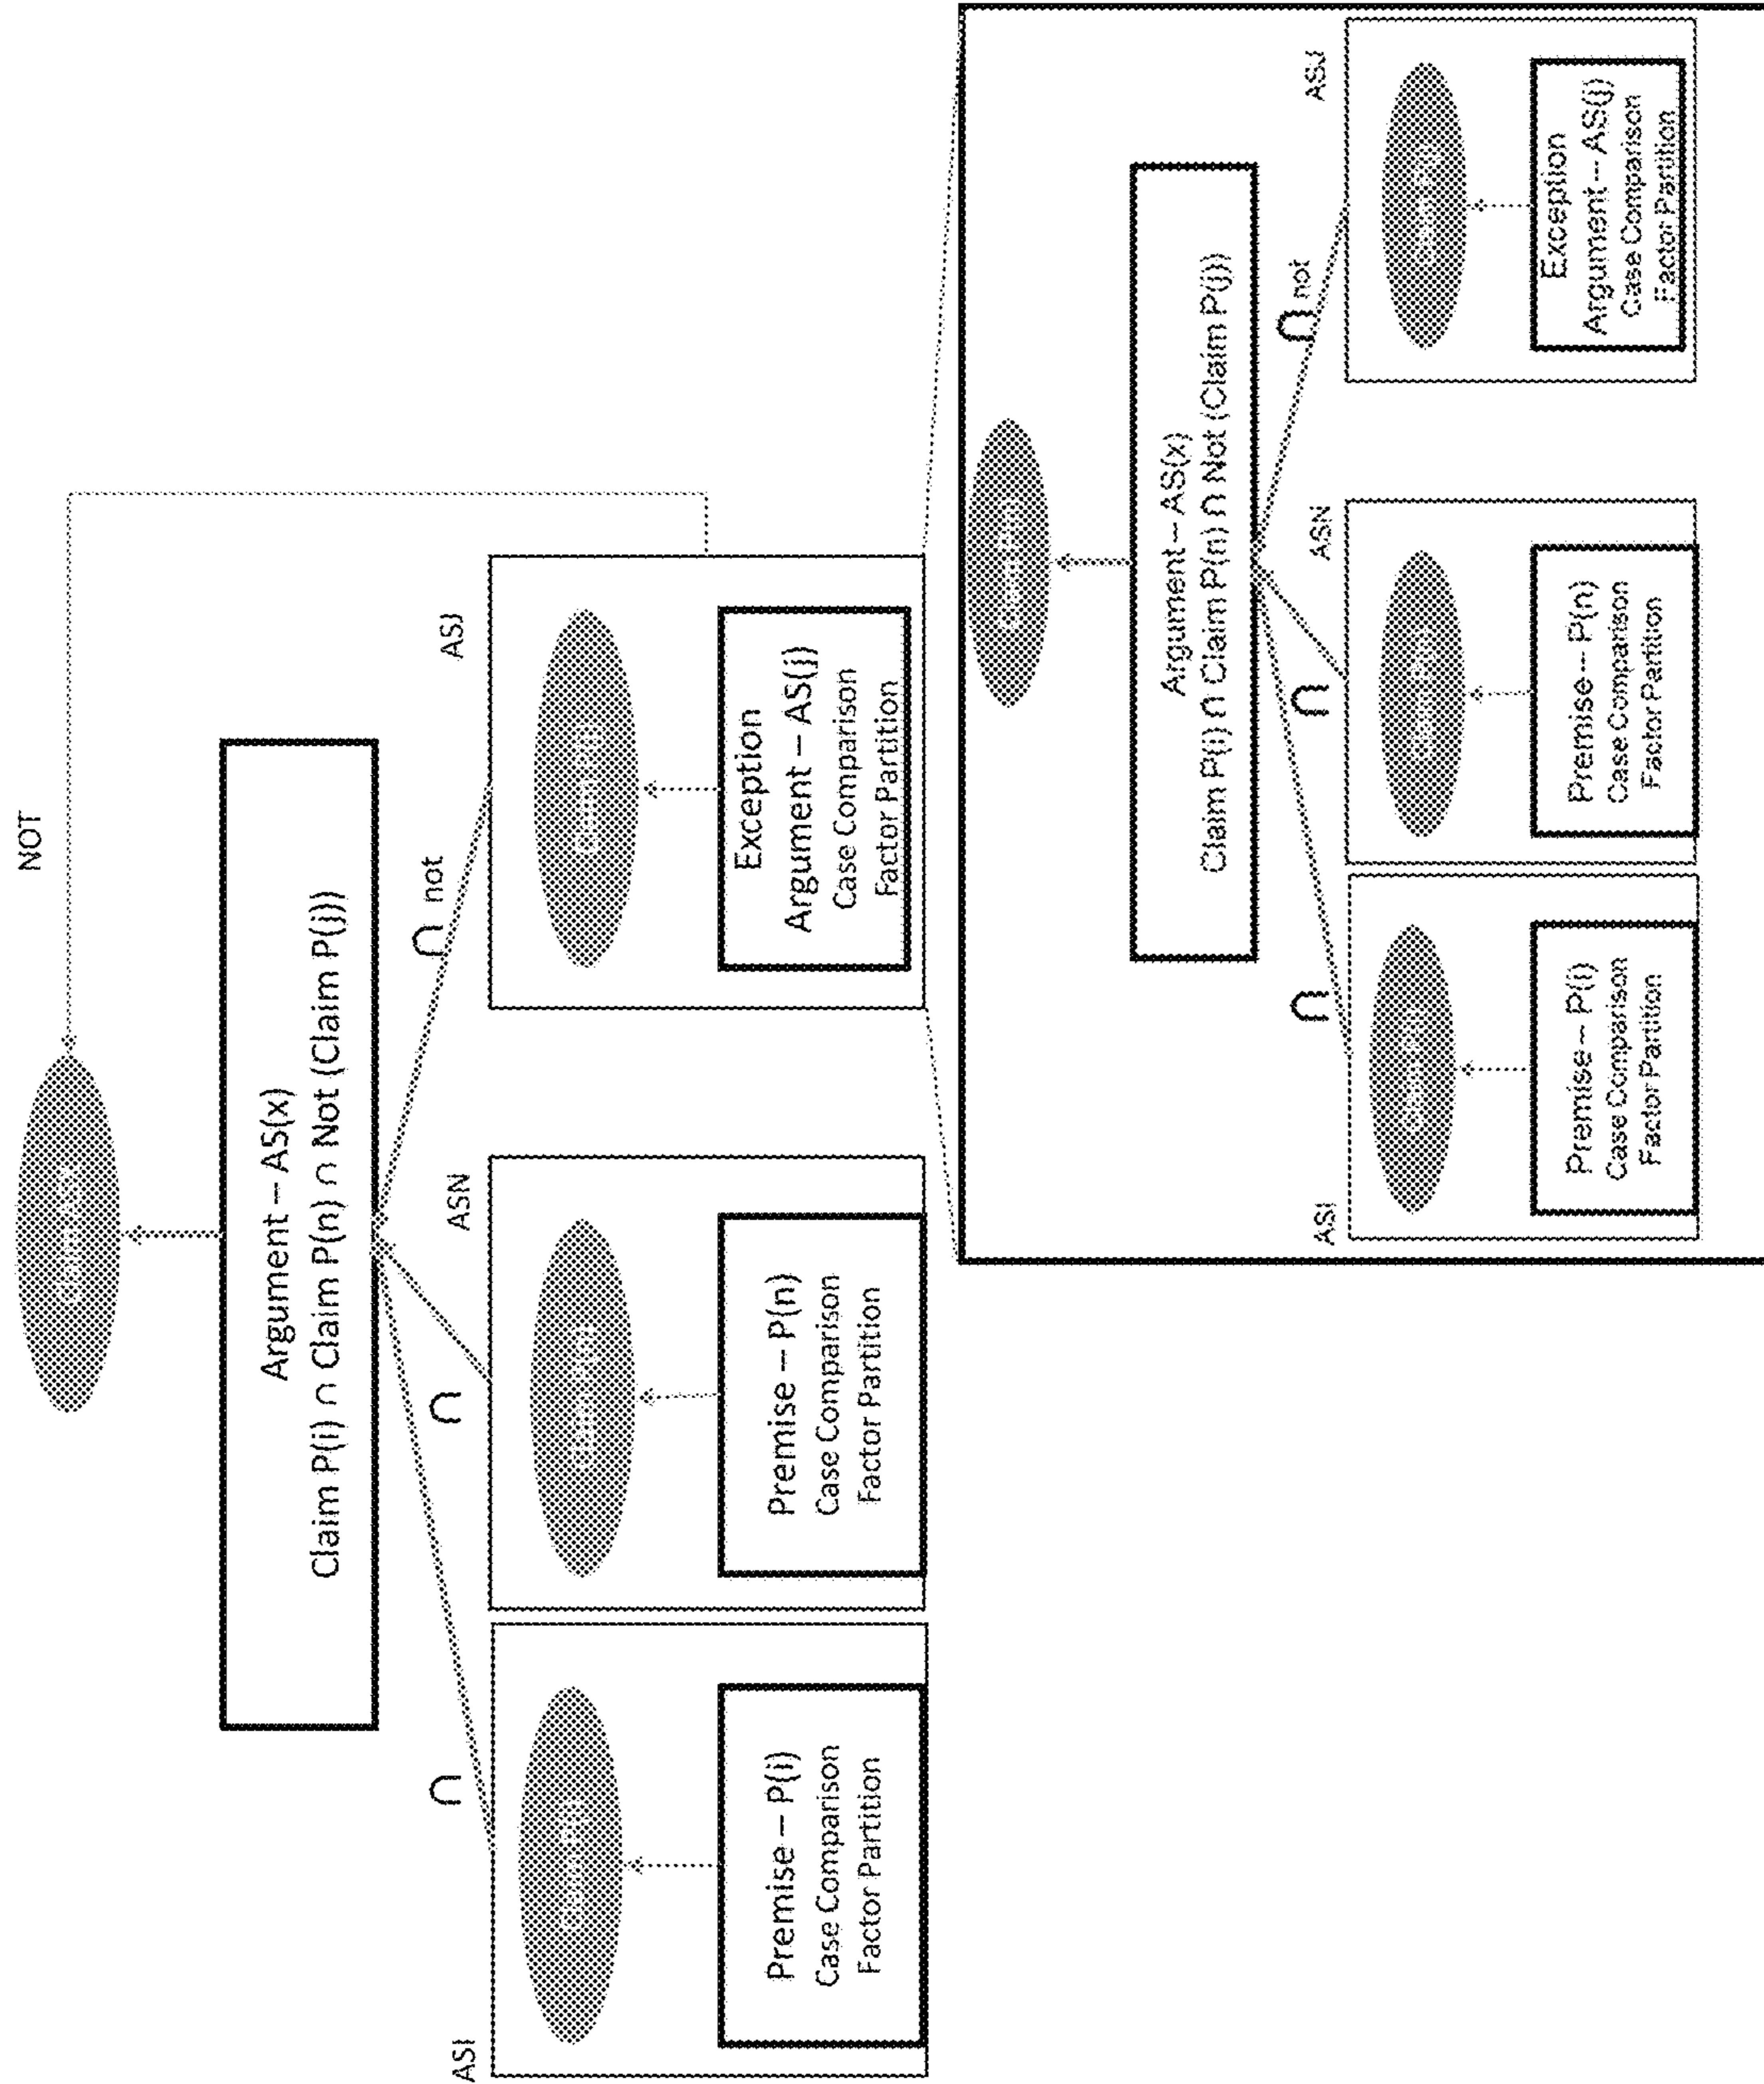 NOT
Argument – AS(x)
Claim P(i) ∩ Claim P(n) ∩ Not (Claim P(j))
∩
∩
∩ not
ASI
ASN
ASJ
Premise – P(i)
Case Comparison
Factor Partition
Premise – P(n)
Case Comparison
Factor Partition
Exception
Argument – AS(j)
Case Comparison
Factor Partition
Argument – AS(x)
Claim P(i) ∩ Claim P(n) ∩ Not (Claim P(j))
∩
∩
∩ not
ASI
ASN
ASJ
Premise – P(i)
Case Comparison
Factor Partition
Premise – P(n)
Case Comparison
Factor Partition
Exception
Argument – AS(j)
Case Comparison
Factor Partition